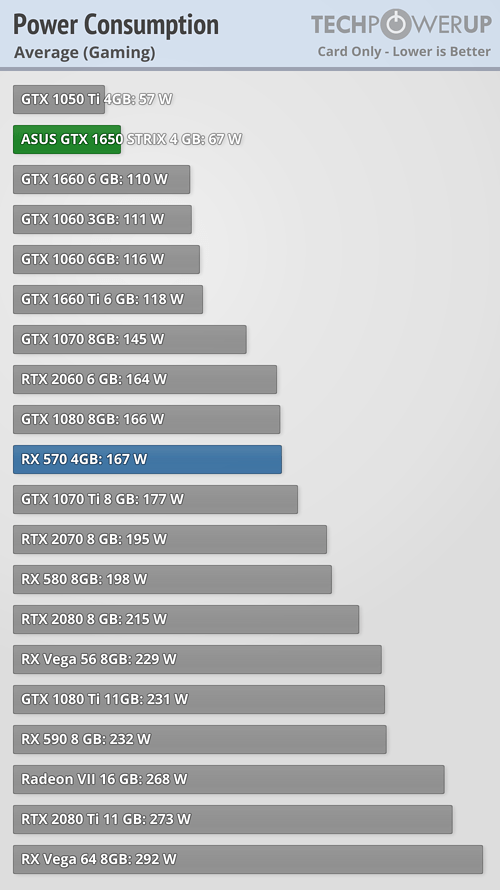 Power Consumption
TECHPOWERUP
Average (Gaming)
Card Only - Lower is Better
GTX 1050 Ti 4GB: 57 W
ASUS GTX 1650 STRIX 4 GB: 67 W
GTX 1660 6 GB: 110 W
GTX 1060 3GB: 111 W
GTX 1060 6GB: 116 W
GTX 1660 Ti 6 GB: 118 W
GTX 1070 8GB: 145 W
RTX 2060 6 GB: 164 W
GTX 1080 8GB: 166 W
RX 570 4GB: 167 W
GTX 1070 Ti 8 GB: 177 W
RTX 2070 8 GB: 195 W
RX 580 8GB: 198 W
RTX 2080 8 GB: 215 W
RX Vega 56 8GB: 229 W
GTX 1080 Ti 11GB: 231 W
RX 590 8 GB: 232 W
Radeon VII 16 GB: 268 W
RTX 2080 Ti 11 GB: 273 W
RX Vega 64 8GB: 292 W